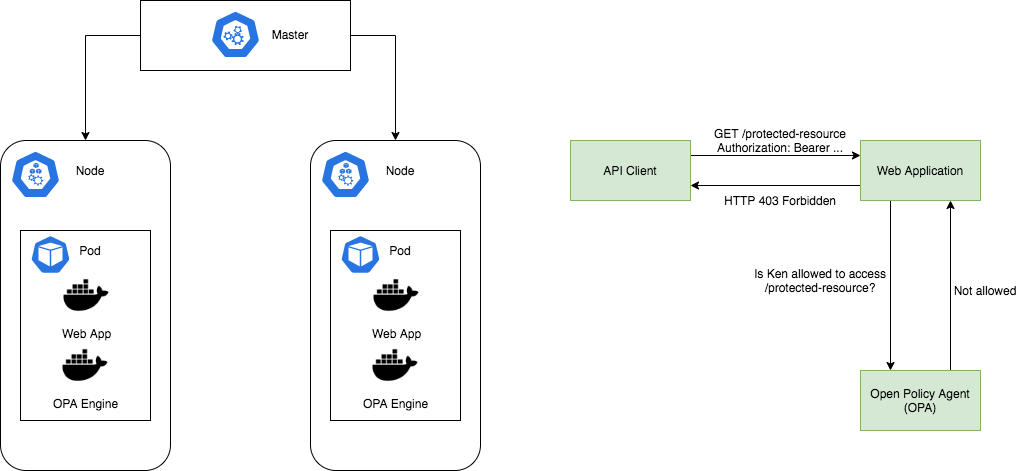 Master
Node
Pod
Web App
OPA Engine
Node
Pod
Web App
OPA Engine
GET /protected-resource
Authorization: Bearer ...
API Client
Web Application
HTTP 403 Forbidden
Is Ken allowed to access
/protected-resource?
Not allowed
Open Policy Agent
(OPA)